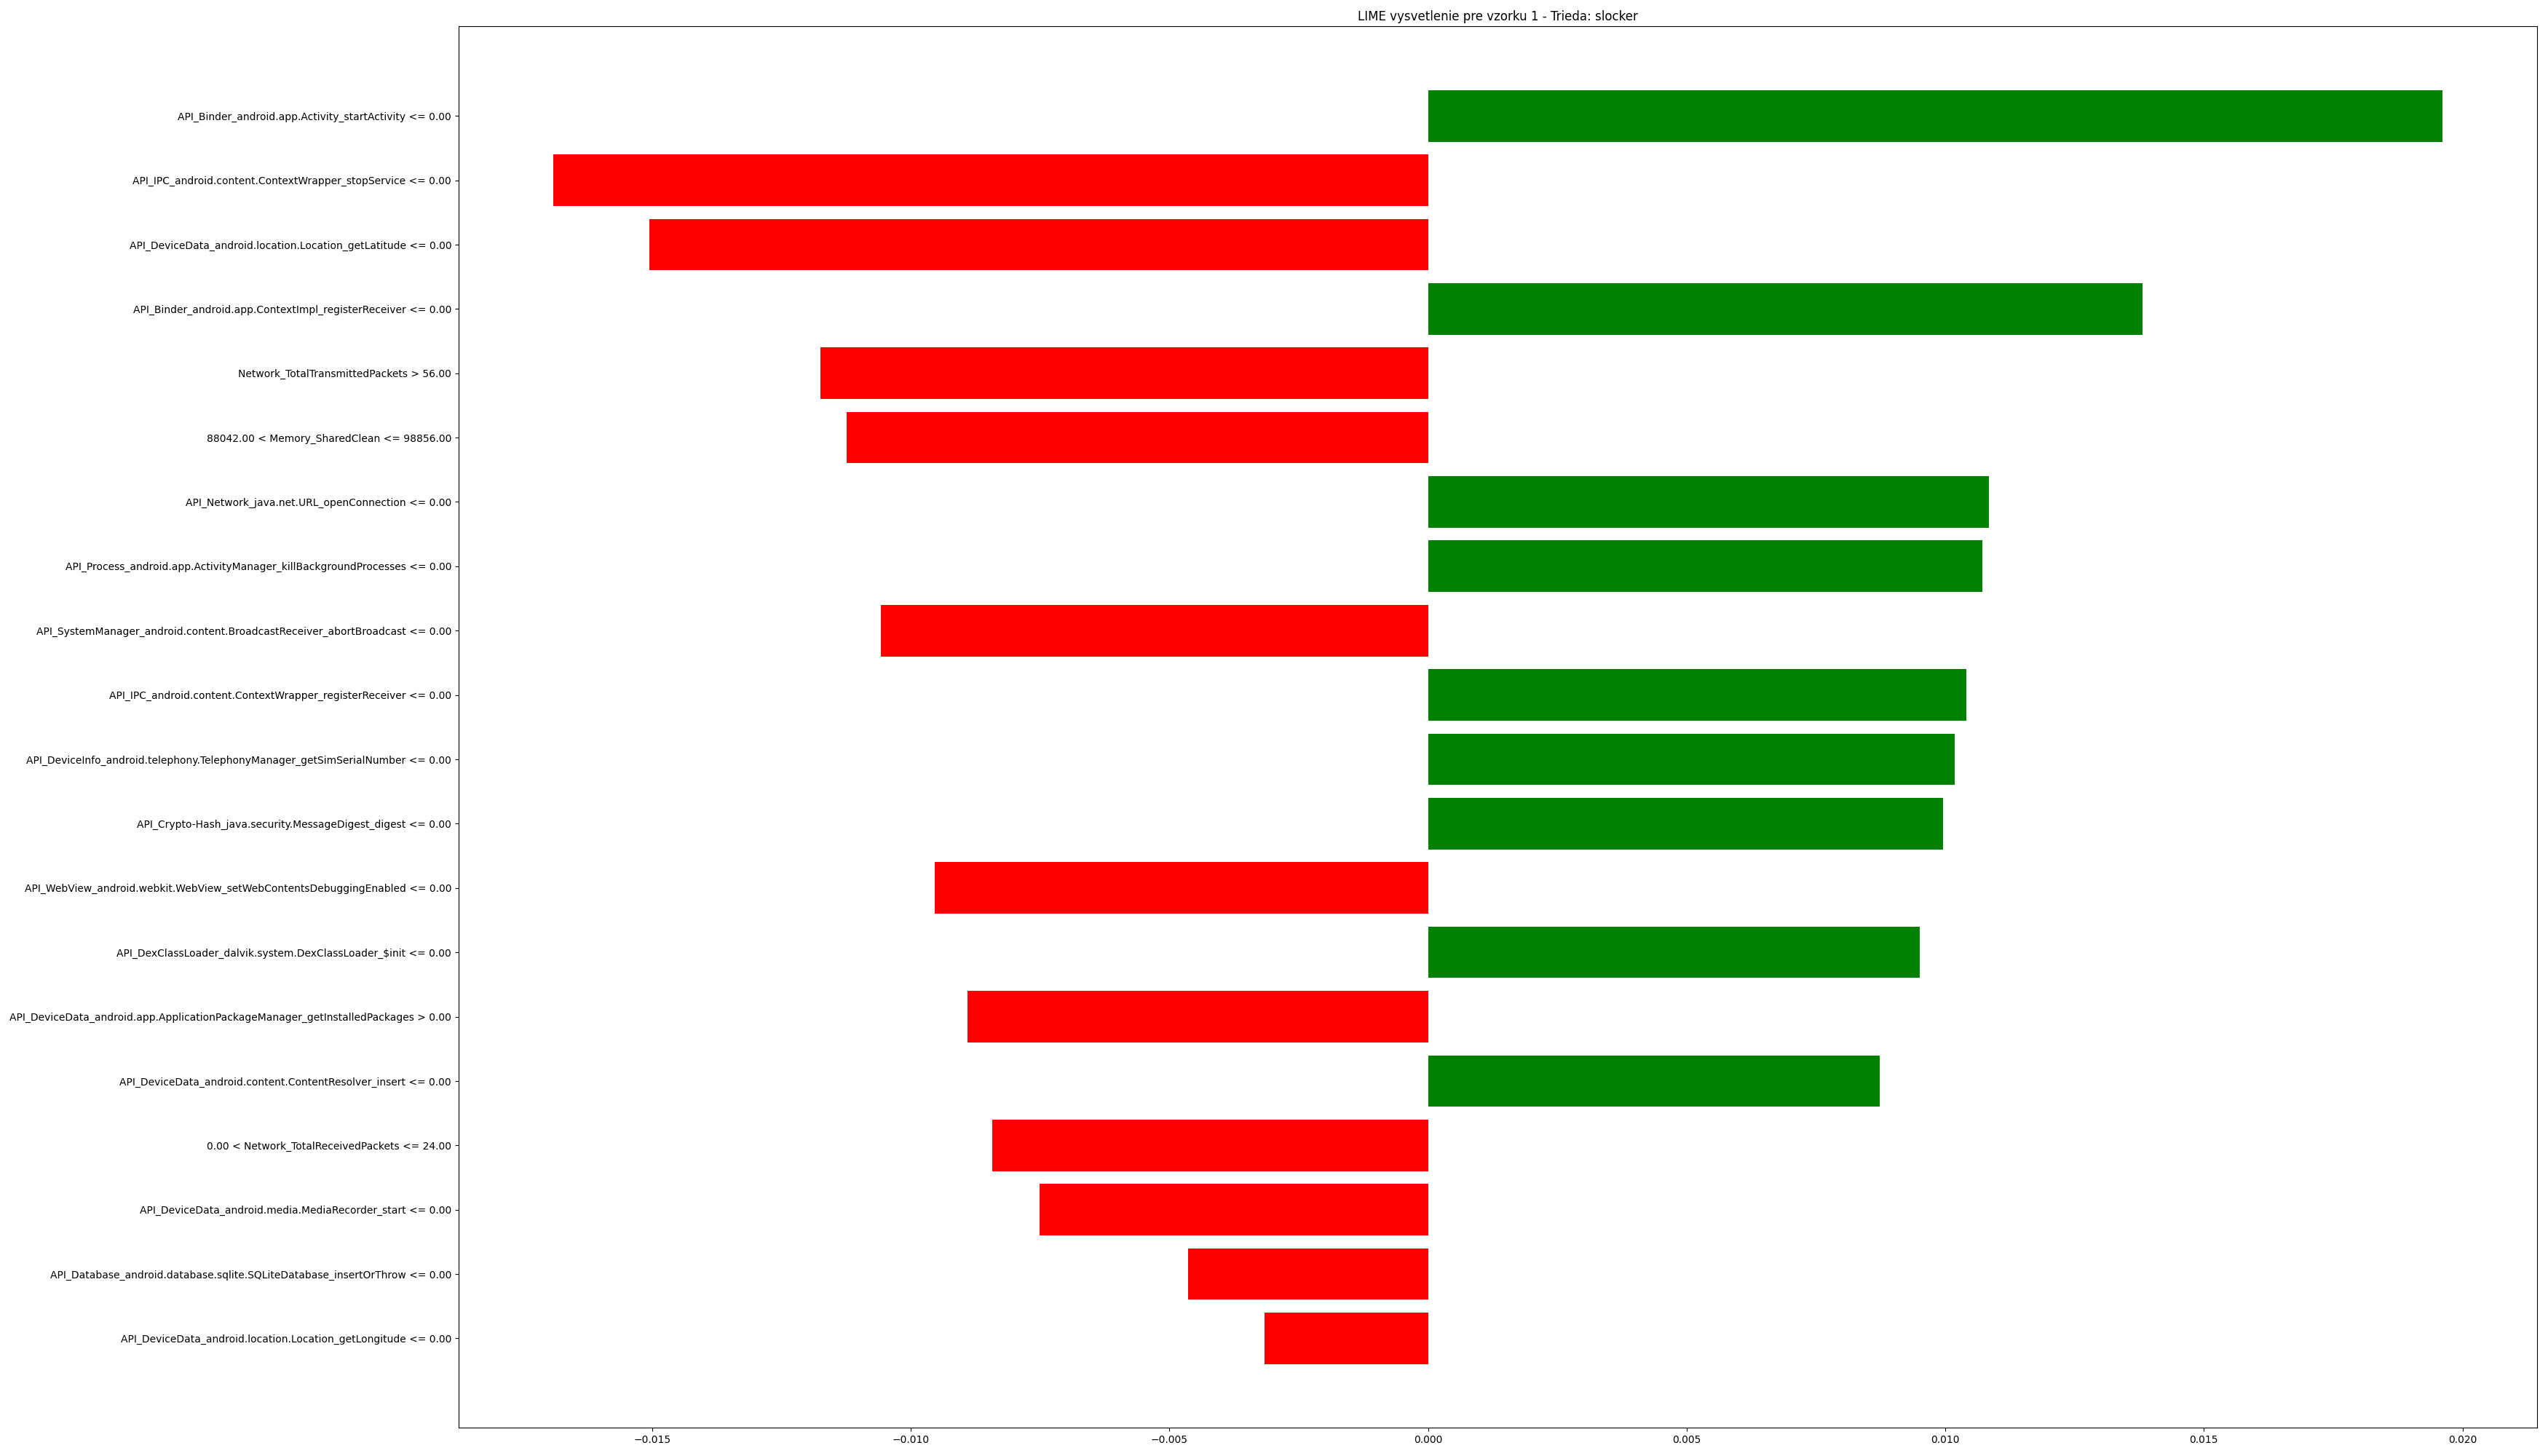 LIME vysvetlenie pre vzorku 1 - Trieda: slocker
API_Binder_android.app.Activity_startActivity <= 0.00
API_IPC_android.content.ContextWrapper_stopService <= 0.00
API_DeviceData_android.location.Location_getLatitude <= 0.00
API_Binder_android.app.ContextImpl_registerReceiver <= 0.00
Network_TotalTransmittedPackets > 56.00
88042.00 < Memory_SharedClean <= 98856.00
API_Network_java.net.URL_openConnection <= 0.00
API_Process_android.app.ActivityManager_killBackgroundProcesses <= 0.00
API_SystemManager_android.content.BroadcastReceiver_abortBroadcast <= 0.00
API_IPC_android.content.ContextWrapper_registerReceiver <= 0.00
API_DeviceInfo_android.telephony.TelephonyManager_getSimSerialNumber <= 0.00
API_Crypto-Hash_java.security.MessageDigest_digest <= 0.00
API_WebView_android.webkit.WebView_setWebContentsDebuggingEnabled <= 0.00
API_DexClassLoader_dalvik.system.DexClassLoader_$init <= 0.00
API_DeviceData_android.app.ApplicationPackageManager_getInstalledPackages > 0.00
API_DeviceData_android.content.ContentResolver_insert <= 0.00
0.00 < Network_TotalReceivedPackets <= 24.00
API_DeviceData_android.media.MediaRecorder_start <= 0.00
API_Database_android.database.sqlite.SQLiteDatabase_insertOrThrow <= 0.00
API_DeviceData_android.location.Location_getLongitude <= 0.00
−0.015 −0.010 −0.005 0.000 0.005 0.010 0.015 0.020